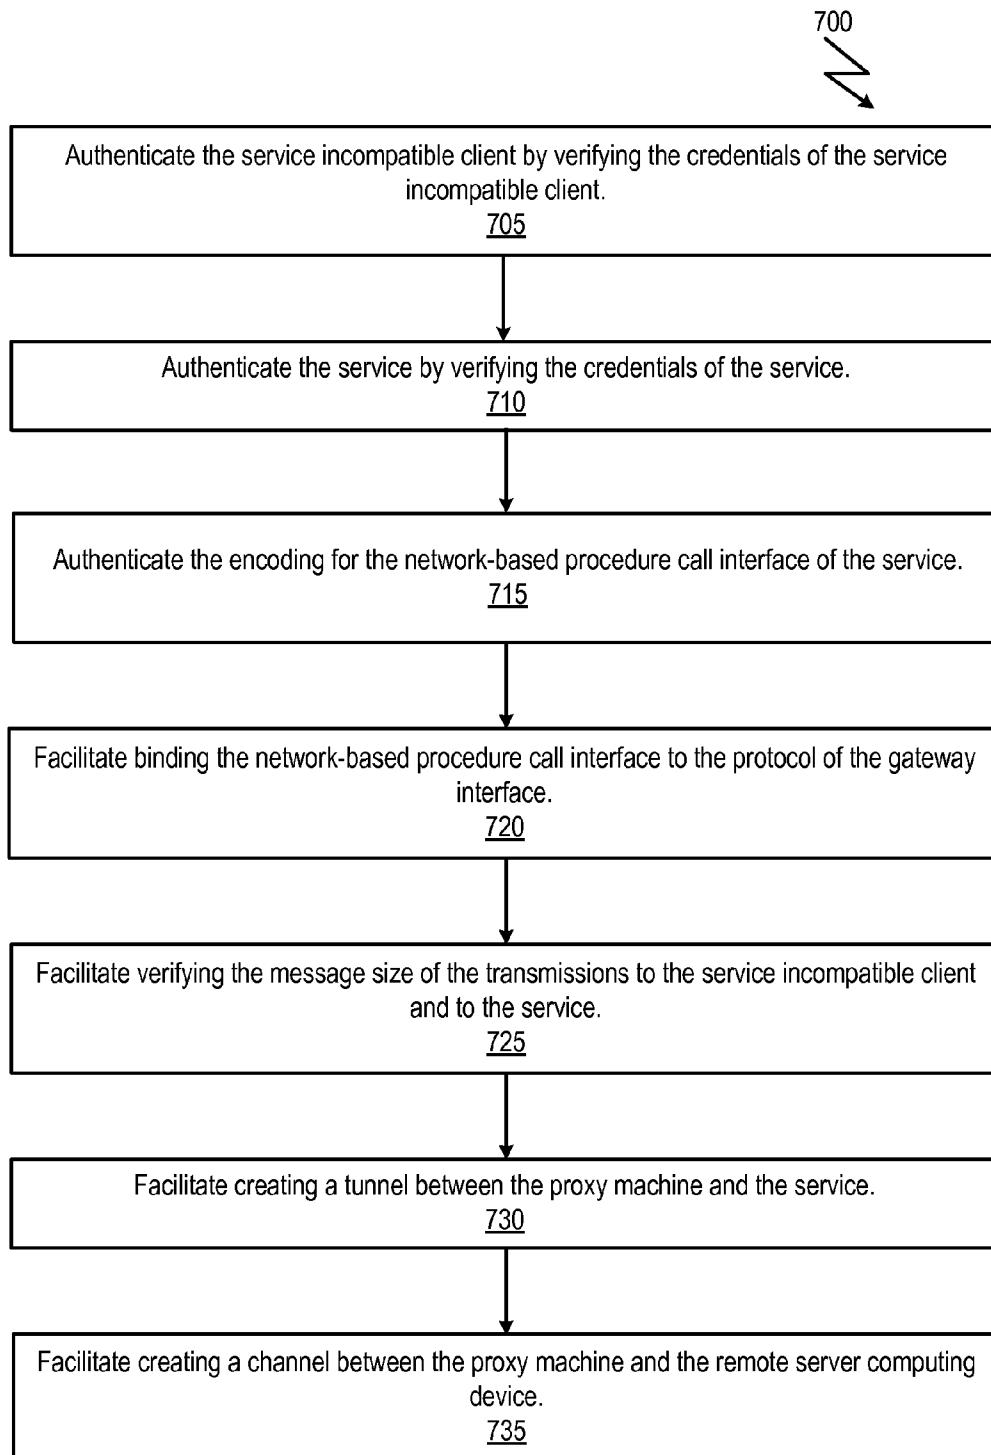 700
Authenticate the service incompatible client by verifying the credentials of the service
incompatible client.
705
Authenticate the service by verifying the credentials of the service.
710
Authenticate the encoding for the network-based procedure call interface of the service.
715
Facilitate binding the network-based procedure call interface to the protocol of the gateway
interface.
720
Facilitate verifying the message size of the transmissions to the service incompatible client
and to the service.
725
Facilitate creating a tunnel between the proxy machine and the service.
730
Facilitate creating a channel between the proxy machine and the remote server computing
device.
735